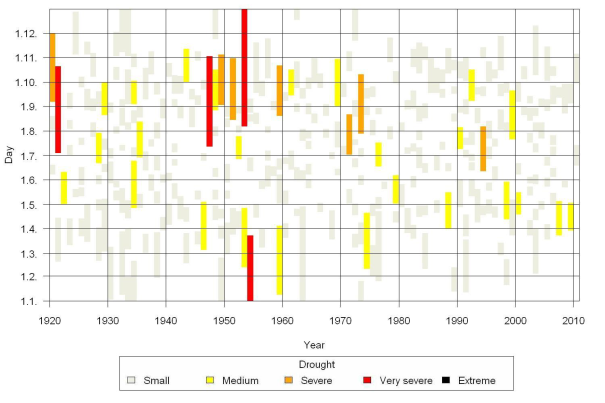 1.12.
1.11.
1.10.
1.9.
1.8.
1.7.
1.6.
1.5.
1.4.
1.3.
1.2.
1.1.
Day
1920 1930 1940 1950 1960 1970 1980 1990 2000 2010
Year
Drought
Small Medium Severe Very severe Extreme